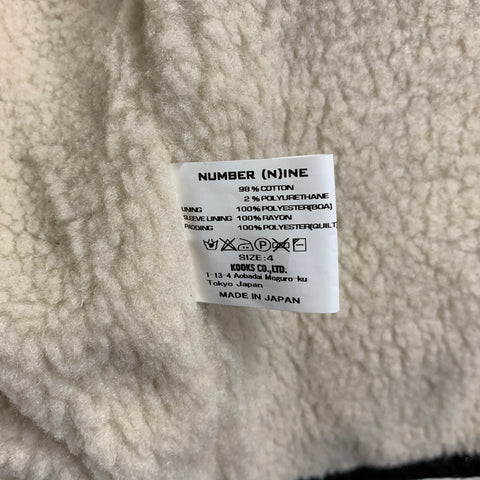 NUMBER (N)INE
98% COTTON
2% POLYURETHANE
LINING 100% POLYESTER(BOA)
SLEEVE LINING 100% RAYON
PADDING 100% POLYESTER(QUILT)
P
SIZE:4
KOOKS CO.,LTD.
1-13-4 Aobadai Meguro-ku
Tokyo Japan
MADE IN JAPAN